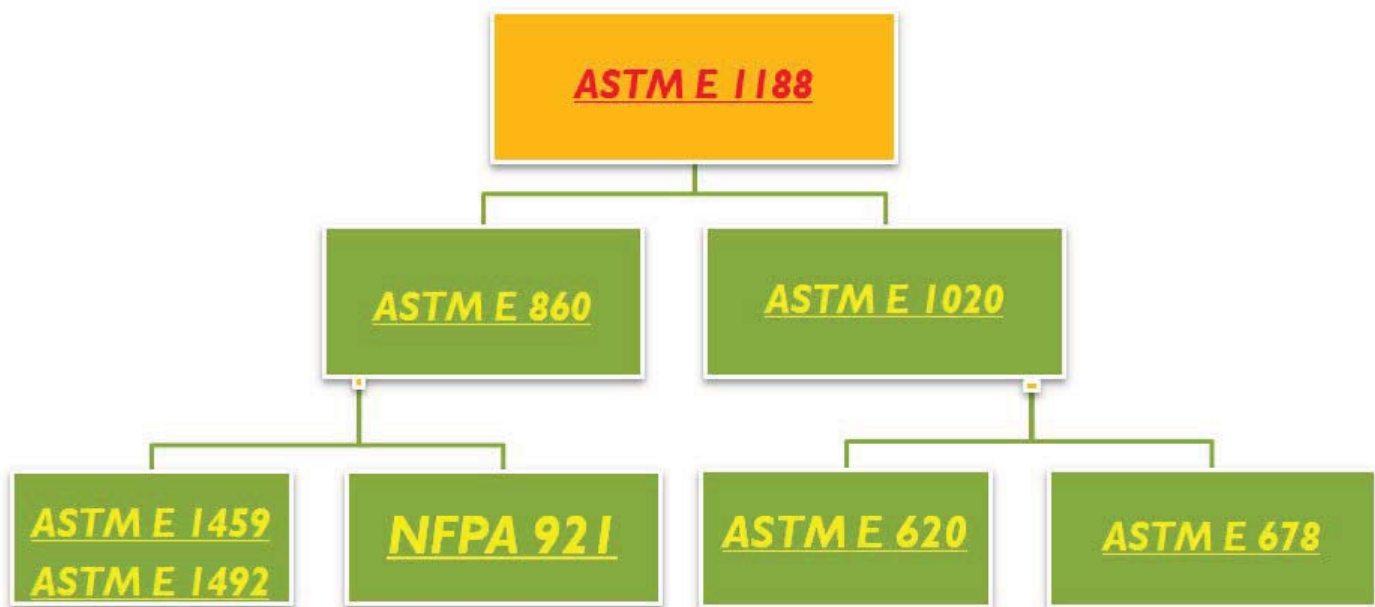 ASTM E 1188
ASTM E 860
ASTM E 1020
ASTM E 1459
ASTM E 1492
NFPA 921
ASTM E 620
ASTM E 678